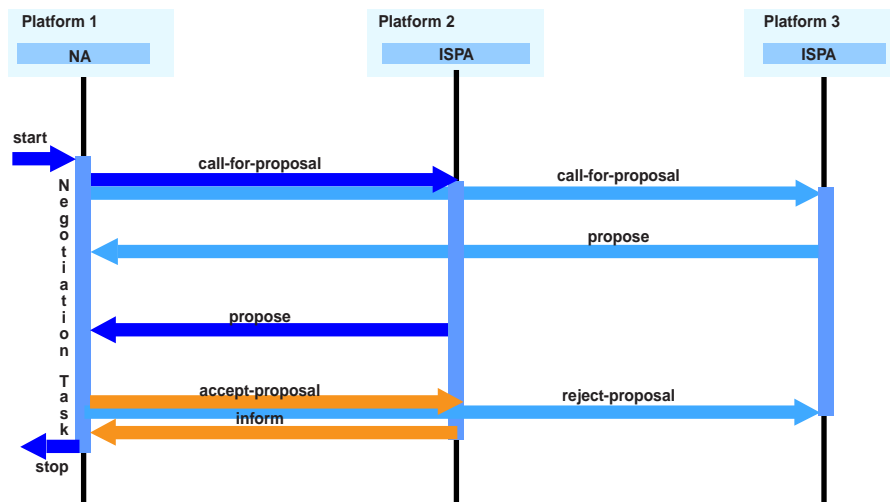 Platform 1
Platform 2
Platform 3
NA
ISPA
ISPA
start
call-for-proposal
call-for-proposal
Negotiation Task
propose
propose
accept-proposal
reject-proposal
inform
stop